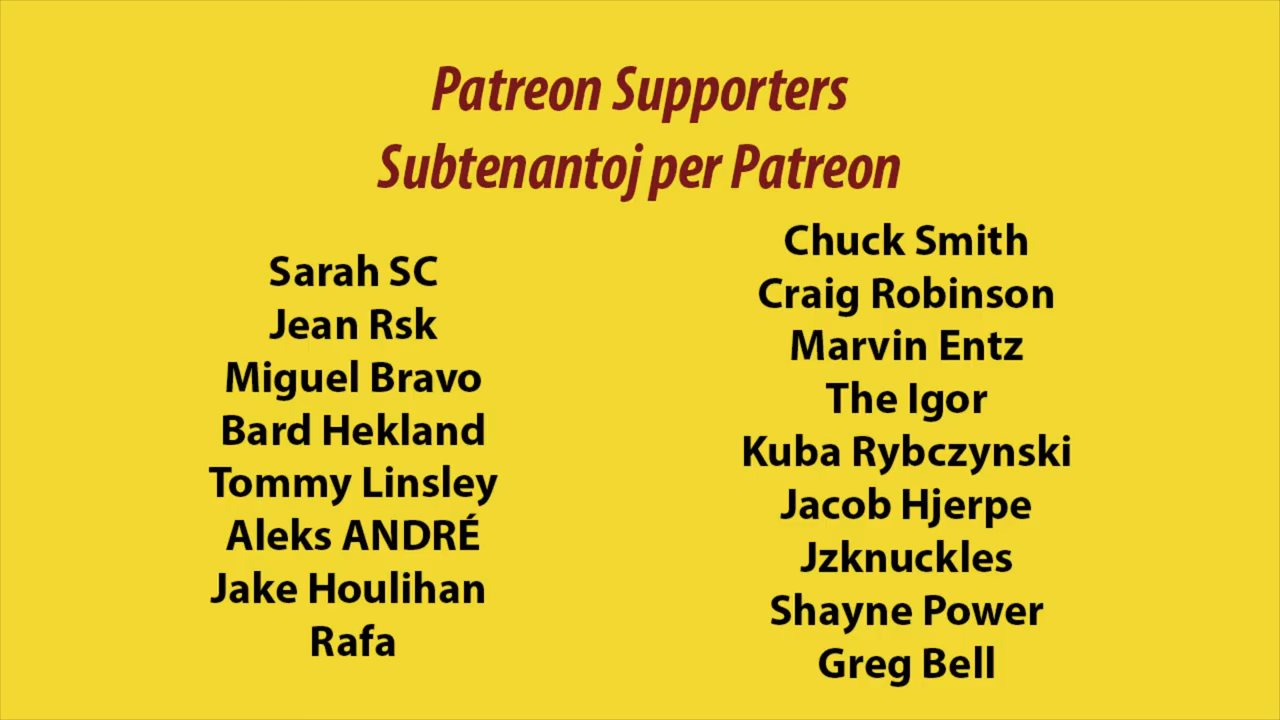 Patreon Supporters
Subtenantoj per Patreon
Sarah SC
Jean Rsk
Miguel Bravo
Bard Hekland
Tommy Linsley
Aleks ANDRÉ
Jake Houlihan
Rafa
Chuck Smith
Craig Robinson
Marvin Entz
The Igor
Kuba Rybczynski
Jacob Hjerpe
Jzknuckles
Shayne Power
Greg Bell